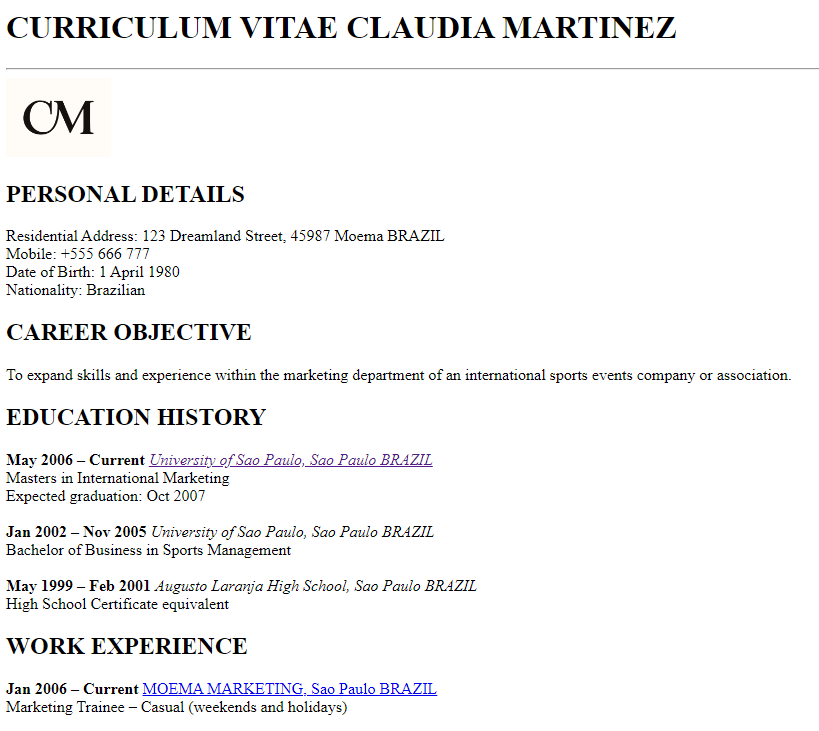 CURRICULUM VITAE CLAUDIA MARTINEZ
CM
PERSONAL DETAILS
Residential Address: 123 Dreamland Street, 45987 Moema BRAZIL
Mobile: +555 666 777
Date of Birth: 1 April 1980
Nationality: Brazilian
CAREER OBJECTIVE
To expand skills and experience within the marketing department of an international sports events company or association.
EDUCATION HISTORY
May 2006 – Current University of Sao Paulo, Sao Paulo BRAZIL
Masters in International Marketing
Expected graduation: Oct 2007
Jan 2002 – Nov 2005 University of Sao Paulo, Sao Paulo BRAZIL
Bachelor of Business in Sports Management
May 1999 – Feb 2001 Augusto Laranja High School, Sao Paulo BRAZIL
High School Certificate equivalent
WORK EXPERIENCE
Jan 2006 – Current MOEMA MARKETING, Sao Paulo BRAZIL
Marketing Trainee – Casual (weekends and holidays)